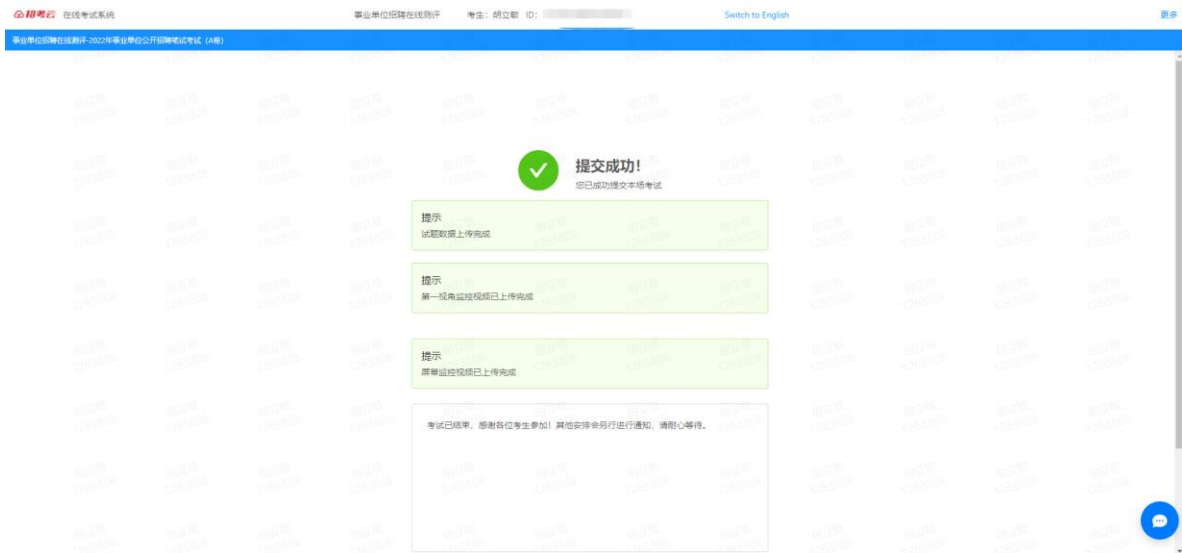 招考云 在线考试系统
事业单位招聘在线测评 考生: 胡立敏 ID:
Switch to English
更多
事业单位招聘在线测评-2022年事业单位公开招聘笔试考试 (A卷)
提交成功!
您已成功提交本场考试
提示
试题数据上传完成
提示
第一视角监控视频已上传完成
提示
屏幕监控视频已上传完成
考试已结束, 感谢各位考生参加! 其他安排会另行进行通知, 请耐心等待。